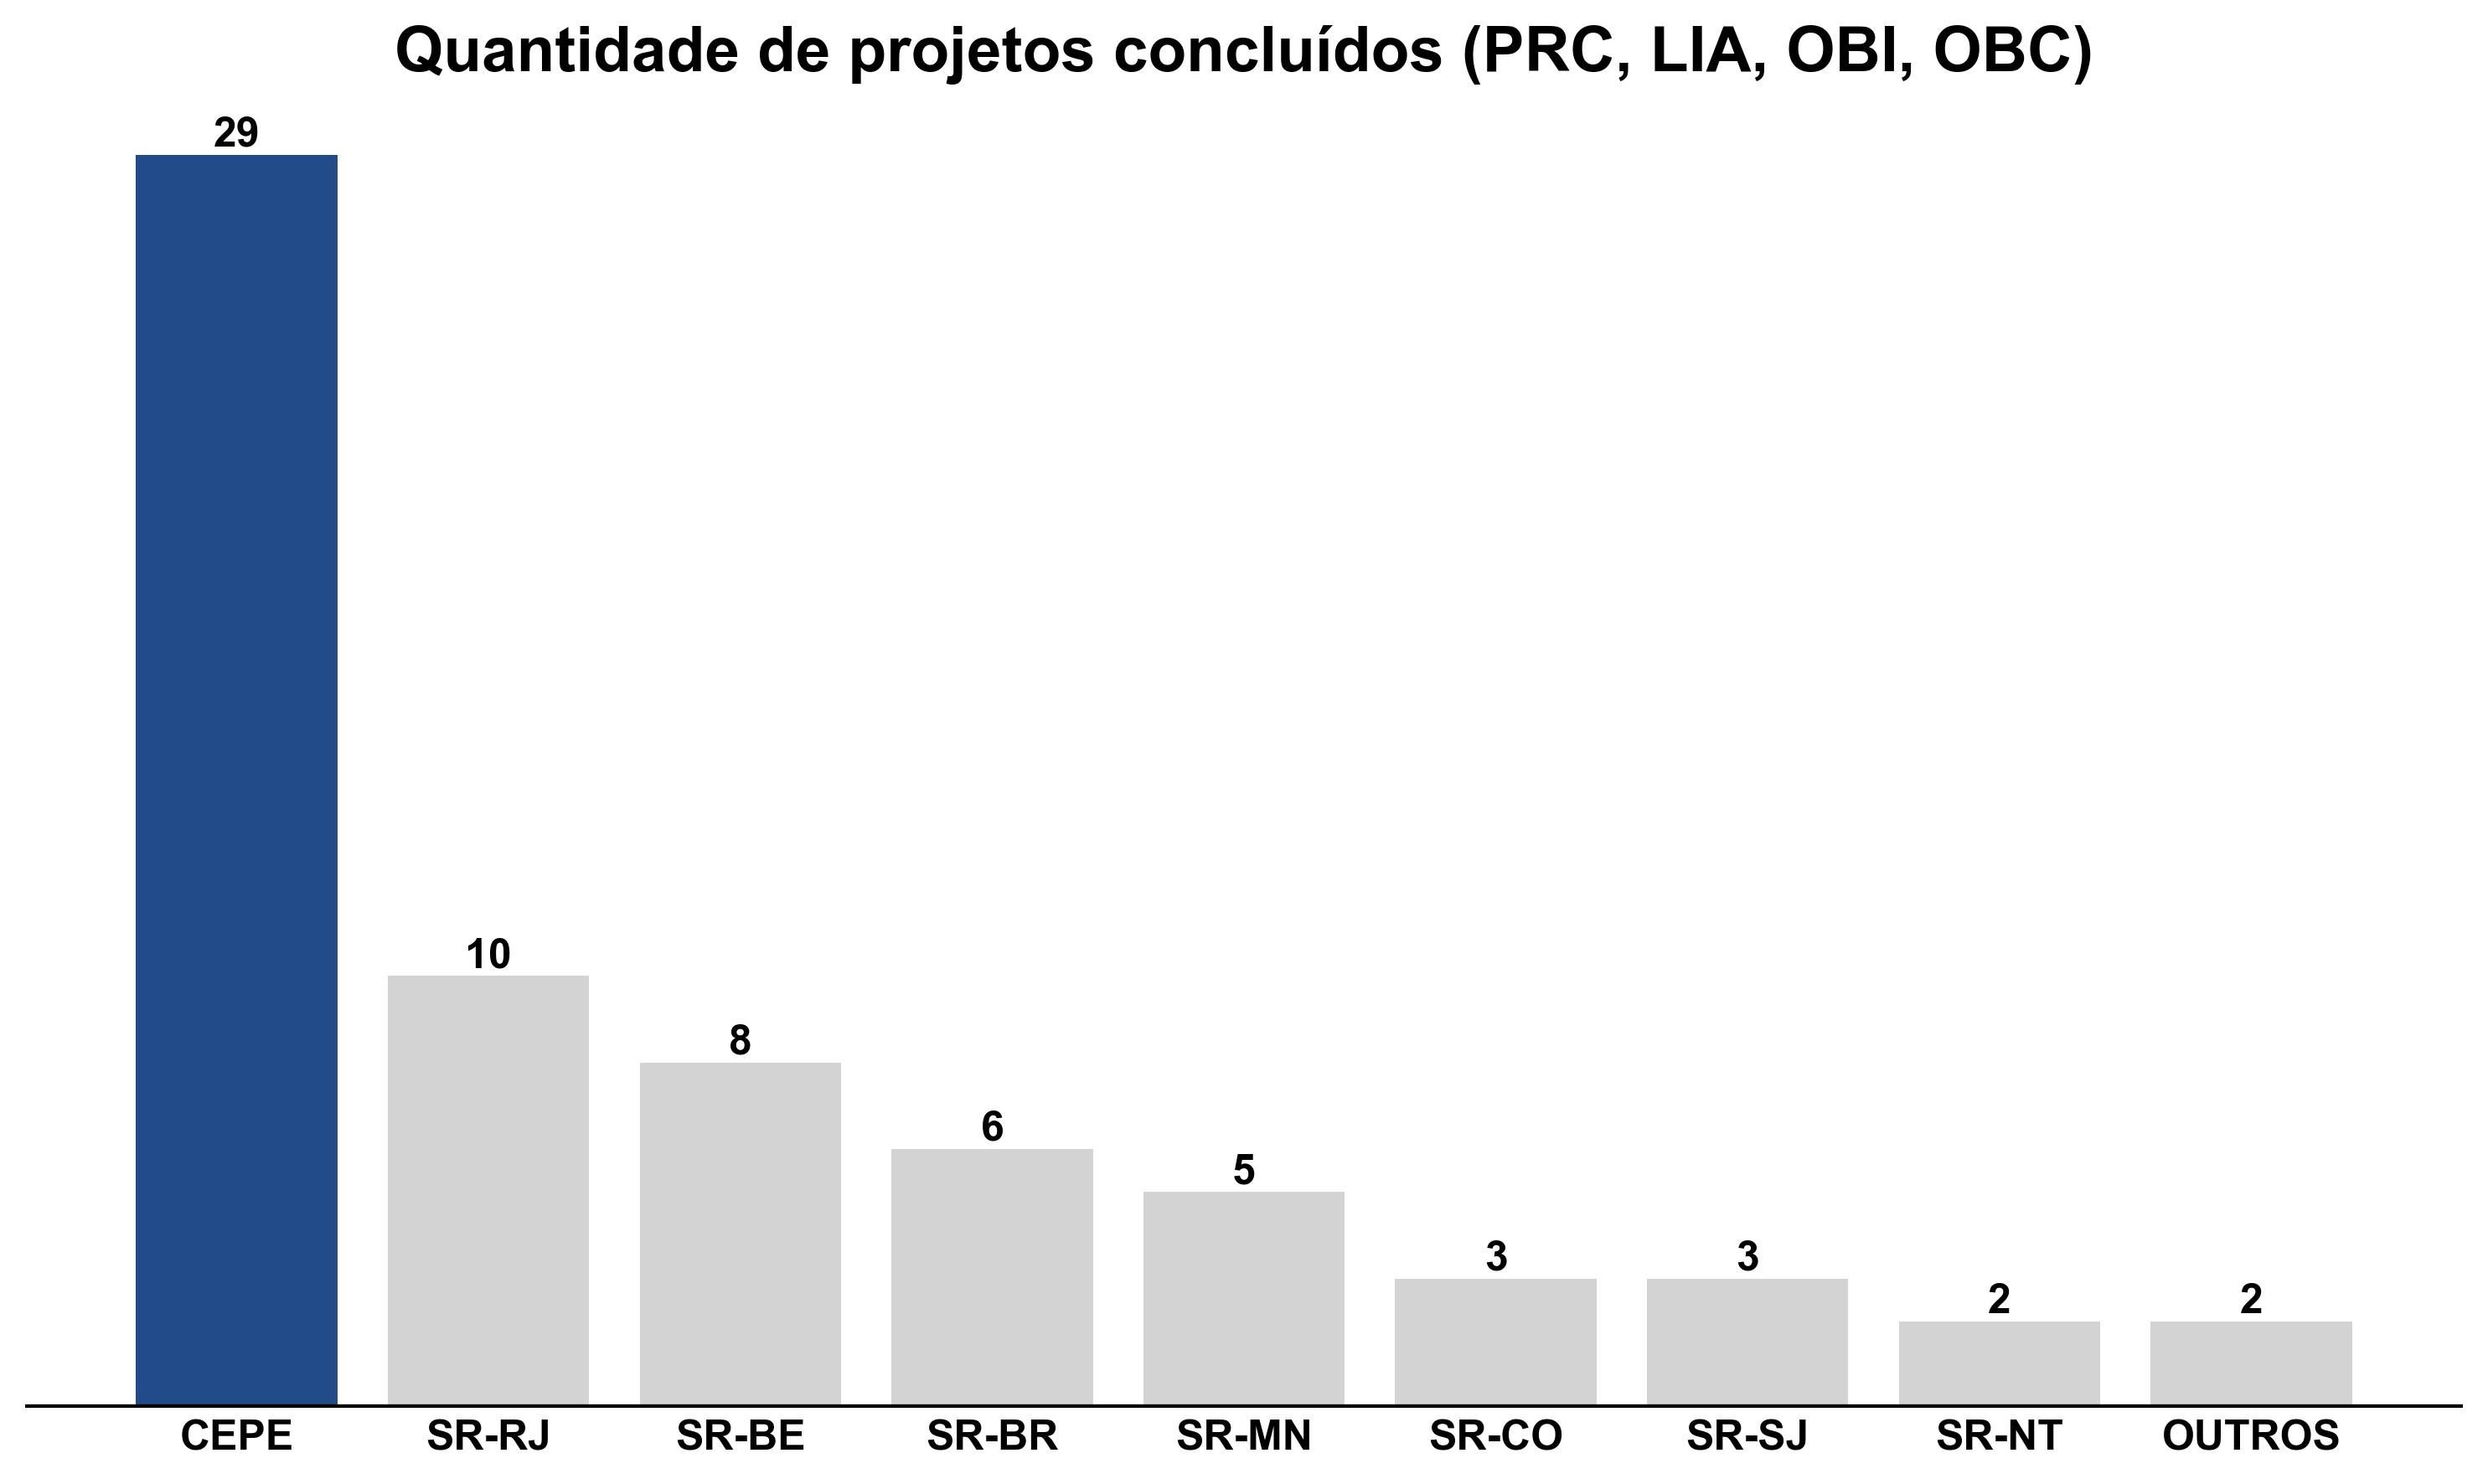 Quantidade de projetos concluídos (PRC, LIA, OBI, OBC)
29
10
8
6
5
3
3
2
2
CEPE
SR-RJ
SR-BE
SR-BR
SR-MN
SR-CO
SR-SJ
SR-NT
OUTROS